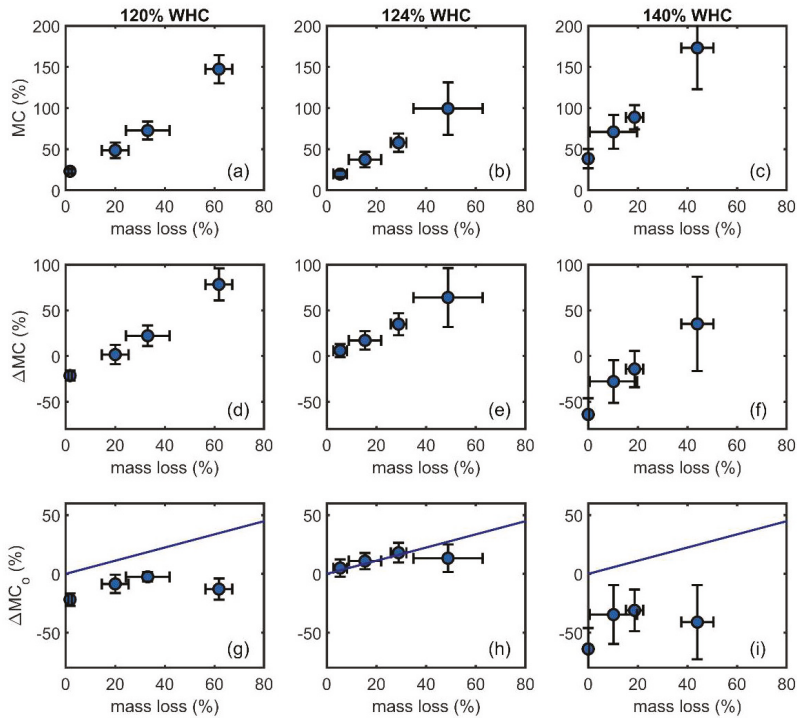 120% WHC 124% WHC 140% WHC
200 200 200
150 150 150
100 100 100
50 50 50
0 0 0
MC (%)
(a) (b) (c)
0 20 40 60 80 0 20 40 60 80 0 20 40 60 80
mass loss (%) mass loss (%) mass loss (%)
100 100 100
50 50 50
0 0 0
-50 -50 -50
ΔMC (%)
(d) (e) (f)
0 20 40 60 80 0 20 40 60 80 0 20 40 60 80
mass loss (%) mass loss (%) mass loss (%)
50 50 50
0 0 0
-50 -50 -50
ΔMCo (%)
(g) (h) (i)
0 20 40 60 80 0 20 40 60 80 0 20 40 60 80
mass loss (%) mass loss (%) mass loss (%)